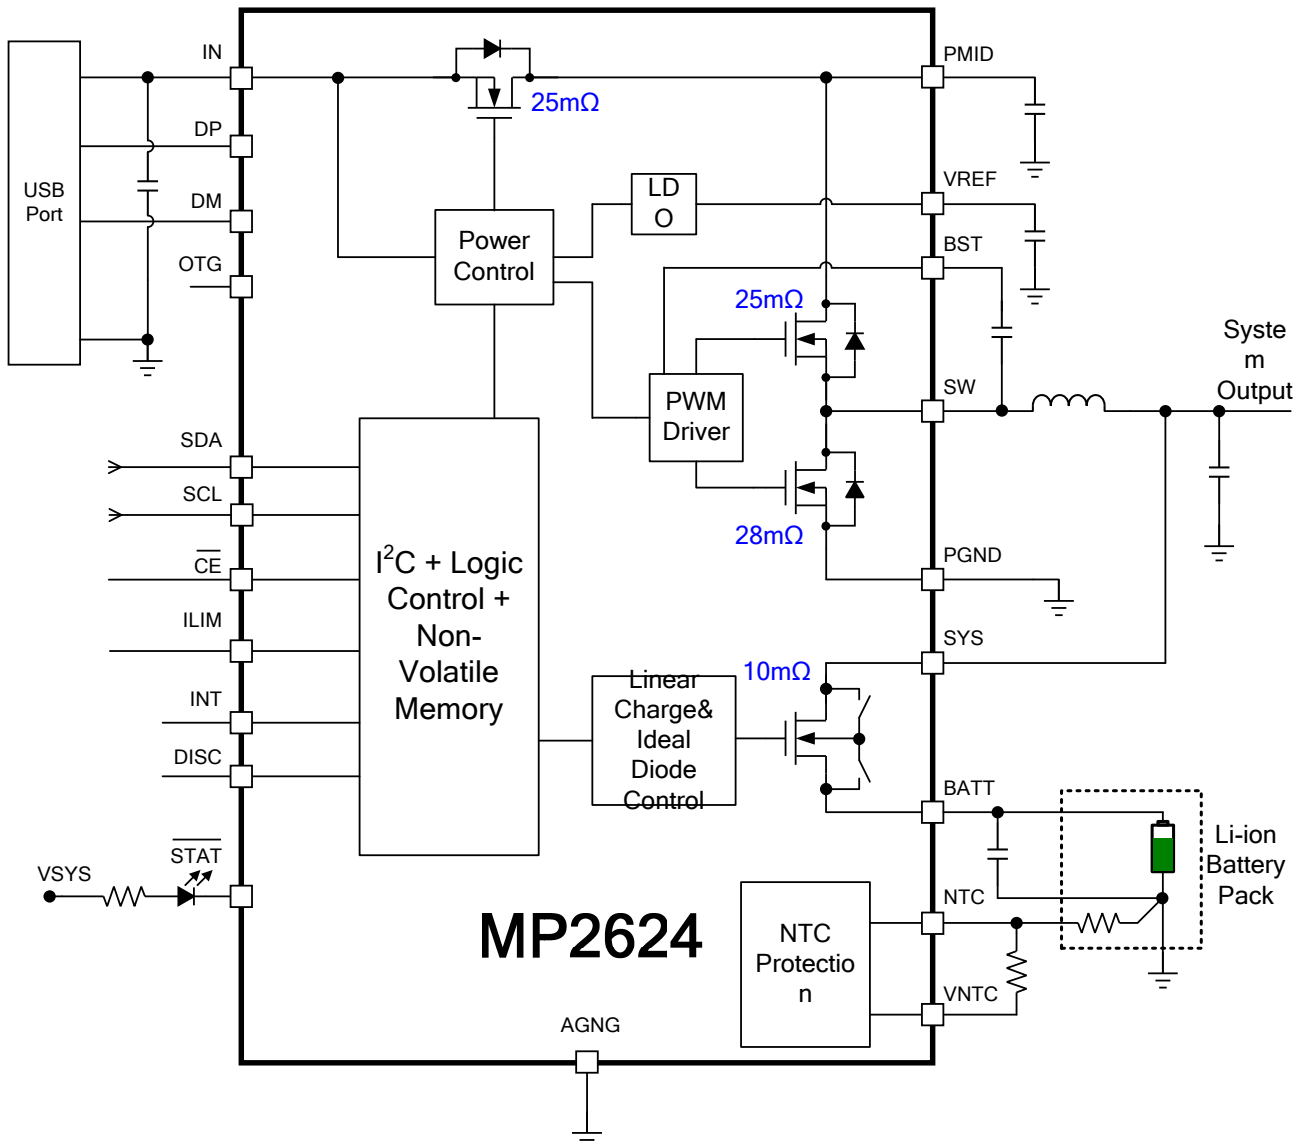 IN
PMID
25mΩ
DP
USB
Port
DM
LD
O
VREF
OTG
Power
Control
BST
25mΩ
Syste
m
Output
PWM
Driver
SW
SDA
SCL
28mΩ
CE
I²C + Logic
Control +
Non-
Volatile
Memory
PGND
ILIM
SYS
INT
10mΩ
Linear
Charge&
Ideal
Diode
Control
DISC
BATT
STAT
VSYS
Li-ion
Battery
Pack
MP2624
NTC
Protectio
n
NTC
VNTC
AGNG